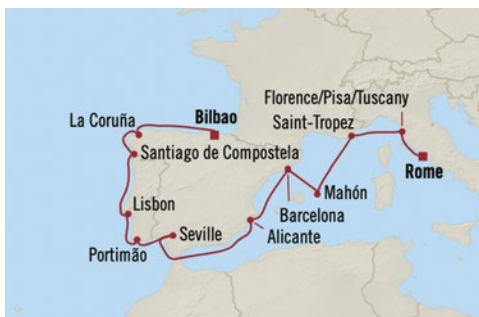 Florence/Pisa/Tuscany
La Coruña
Bilbao
Saint-Tropez
Santiago de Compostela
Rome
Mahón
Lisbon
Barcelona
Seville
Alicante
Portimão